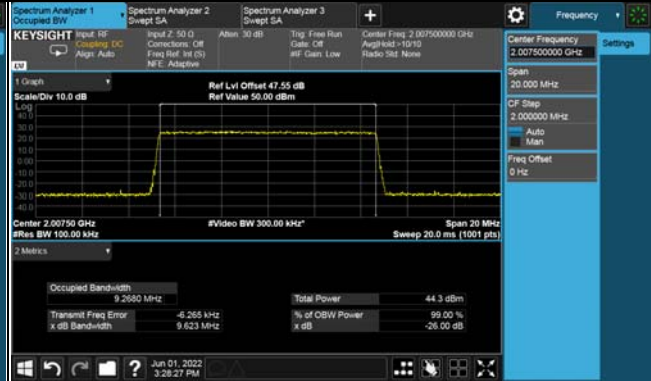 Spectrum Analyzer 1
Occupied BW
Spectrum Analyzer 2
Swept SA
Spectrum Analyzer 3
Swept SA
+
Frequency
KEYSIGHT
Input: RF
Coupling: DC
Align: Auto
Input Z: 50 Ω
Corrections: Off
Freq Ref: Int (S)
NFE: Adaptive
Atten: 30 dB
Trig: Free Run
Gate: Off
#IF Gain: Low
Center Freq: 2.007500000 GHz
Avg|Hold:>10/10
Radio Std: None
LXI
Center Frequency
2.007500000 GHz
Settings
Span
20.000 MHz
CF Step
2.000000 MHz
Auto
Man
Freq Offset
0 Hz
1 Graph
Scale/Div 10.0 dB
Ref Lvl Offset 47.55 dB
Ref Value 50.00 dBm
Log
40.0
30.0
20.0
10.0
0.00
-10.0
-20.0
-30.0
-40.0
Center 2.00750 GHz
#Res BW 100.00 kHz
#Video BW 300.00 kHz*
Span 20 MHz
Sweep 20.0 ms (1001 pts)
2 Metrics
Occupied Bandwidth
9.2680 MHz
Total Power 44.3 dBm
Transmit Freq Error -6.265 kHz
% of OBW Power 99.00 %
x dB Bandwidth 9.623 MHz
x dB -26.00 dB
?
Jun 01, 2022
3:28:27 PM